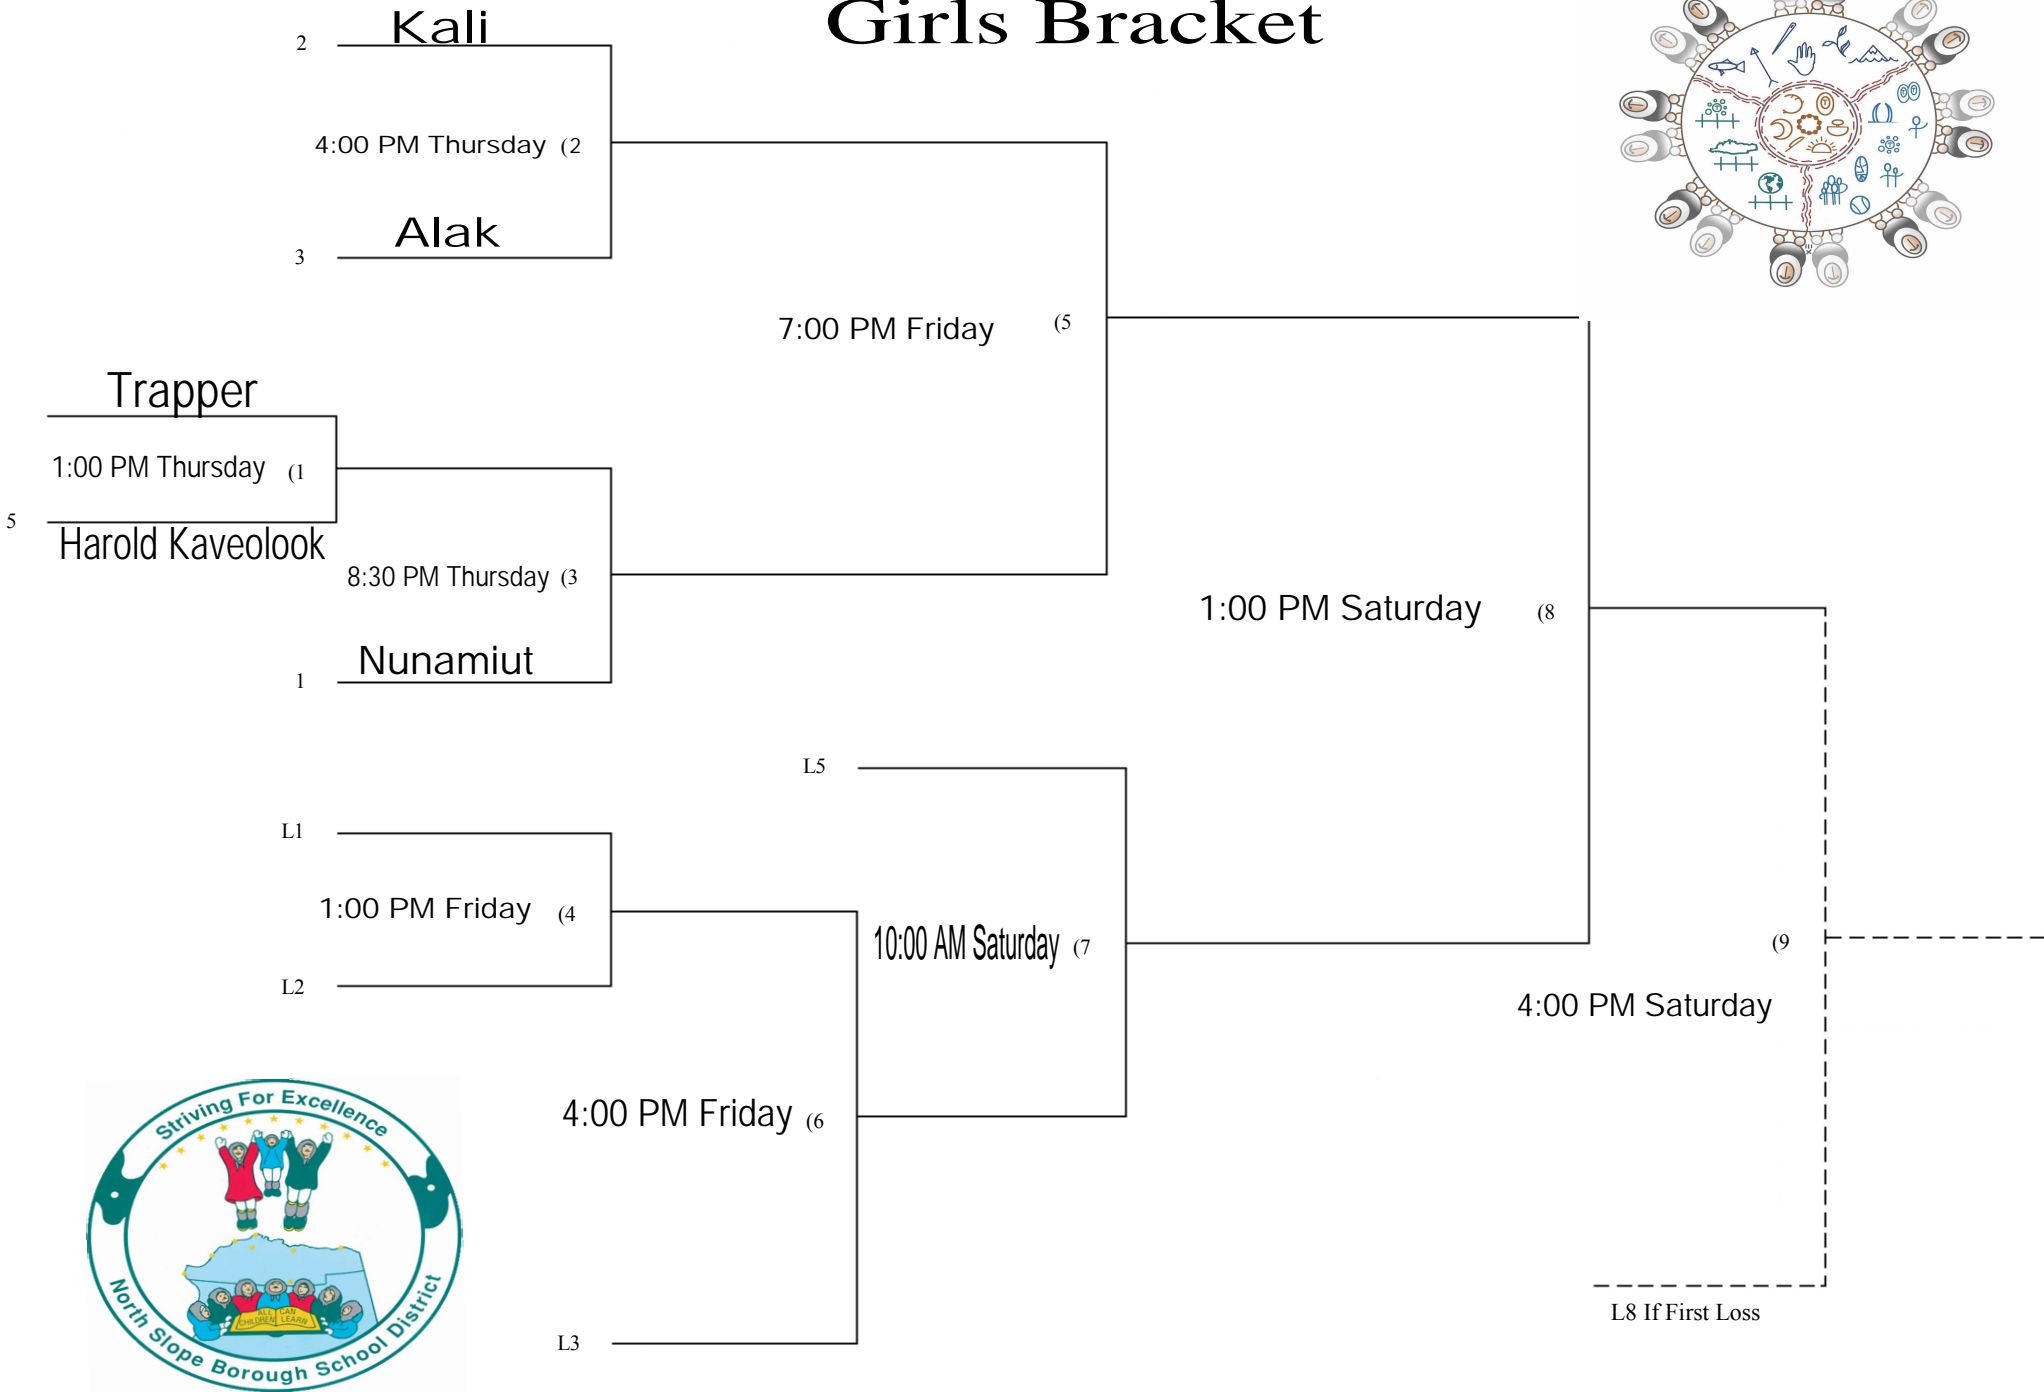 Girls Bracket
2
Kali
4:00 PM Thursday (2
3
Alak
7:00 PM Friday (5
Trapper
1:00 PM Thursday (1
5
Harold Kaveolook
8:30 PM Thursday (3
1:00 PM Saturday (8
1
Nunamiut
L5
L1
1:00 PM Friday (4
10:00 AM Saturday (7
(9
L2
4:00 PM Saturday
4:00 PM Friday (6
L3
L8 If First Loss
Striving For Excellence
ALL CAN
CHILDREN LEARN
North Slope Borough School District